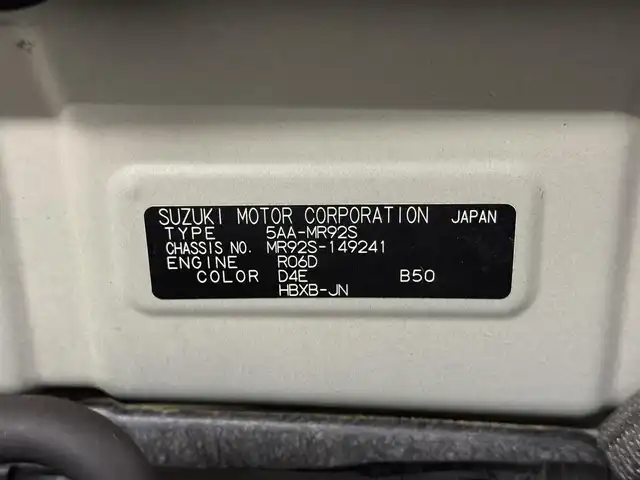 SUZUKI MOTOR CORPORATION JAPAN
TYPE 5AA-MR92S
CHASSIS NO. MR92S-149241
ENGINE R06D
COLOR D4E B50
HBXB-JN